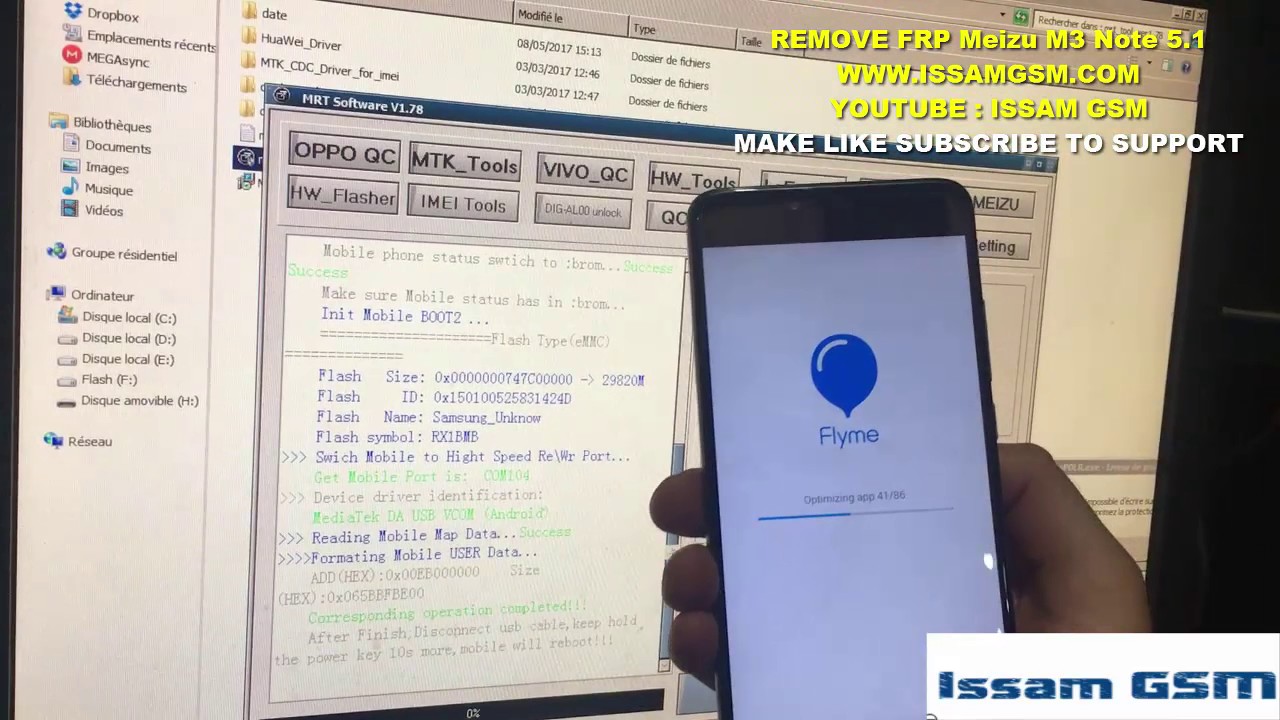 Dropbox
Emplacements récents
MEGAsync
Téléchargements
Bibliothèques
Documents
Images
Musique
Vidéos
Groupe résidentiel
Ordinateur
Disque local (C:)
Disque local (D:)
Disque local (E:)
Flash (F:)
Disque amovible (H:)
Réseau
Modifié le
Type
Taille
Rechercher dans :
date
HuaWei_Driver
08/05/2017 15:13
Dossier de fichiers
MTK_CDC_Driver_for_imei
03/03/2017 12:46
Dossier de fichiers
03/03/2017 12:47
Dossier de fichiers
REMOVE FRP Meizu M3 Note 5.1
WWW.ISSAMGSM.COM
YOUTUBE : ISSAM GSM
MAKE LIKE SUBSCRIBE TO SUPPORT
MRT Software V1.78
OPPO QC
MTK_Tools
VIVO_QC
HW_Tools
MEIZU
HW_Flasher
IMEI Tools
DIG-AL00 unlock
QC
etting
Mobile phone status swtich to :brom...Success
Success
Make sure Mobile status has in :brom...
Init Mobile BOOT2 ...
=====================Flash Type(eMMC)
==============
Flash Size: 0x0000000747C00000 -> 29820M
Flash ID: 0x150100525831424D
Flash Name: Samsung_Unknow
Flash symbol: RX1BMB
>>> Swich Mobile to Hight Speed Re\Wr Port...
Get Mobile Port is: COM104
>>> Device driver identification:
MediaTek DA USB VCOM (Android)
>>> Reading Mobile Map Data...Success
>>>>Formating Mobile USER Data...
ADD(HEX):0x00EB000000 Size
(HEX):0x065BBFBE00
Corresponding operation completed!!!
After Finish,Disconnect usb cable,keep hold
the power key 10s more,mobile will reboot!!!
0%
Flyme
Optimizing app 41/86
Issam GSM